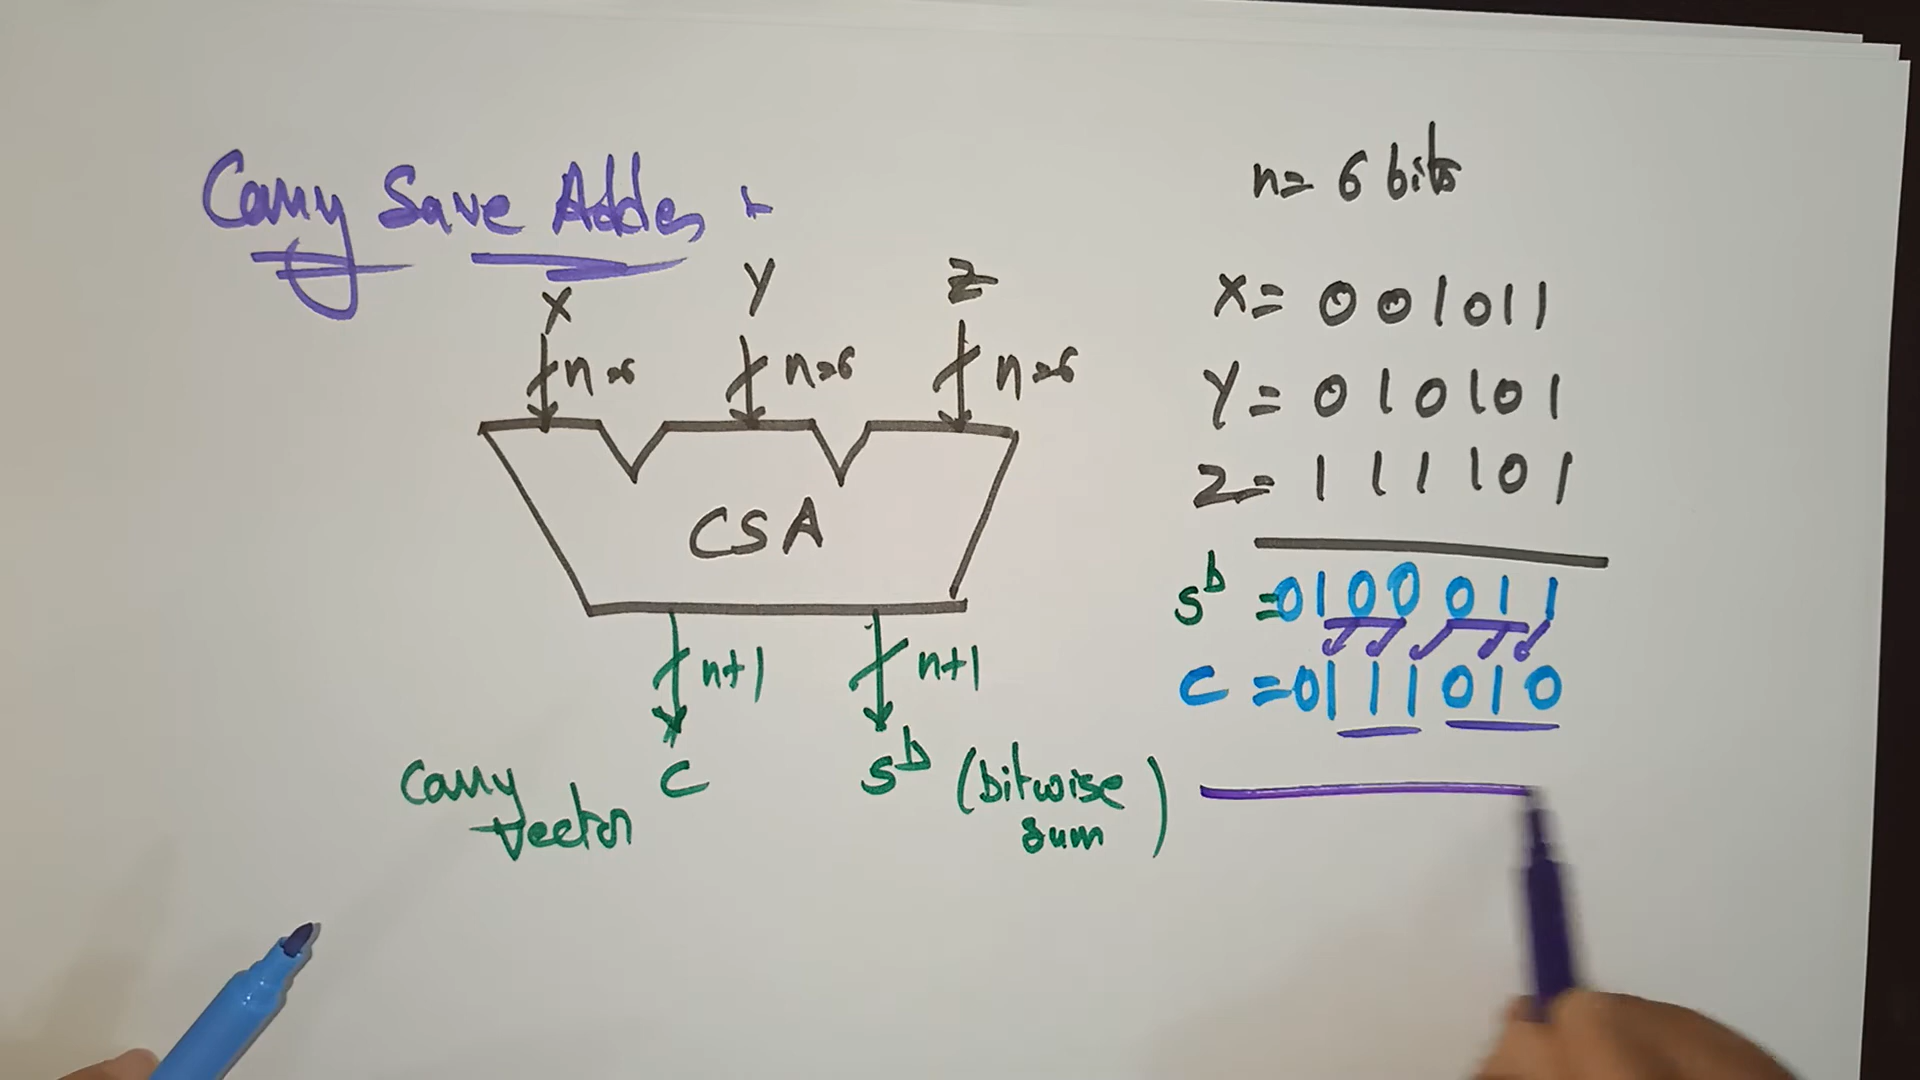 Carry Save Adder :-
X Y Z
n=6 n=6 n=6
CSA
n+1 n+1
C S^b (bitwise sum)
Carry vector
n= 6 bits
X= 001011
Y= 010101
Z= 111101
S^b =0100011
C =0111010